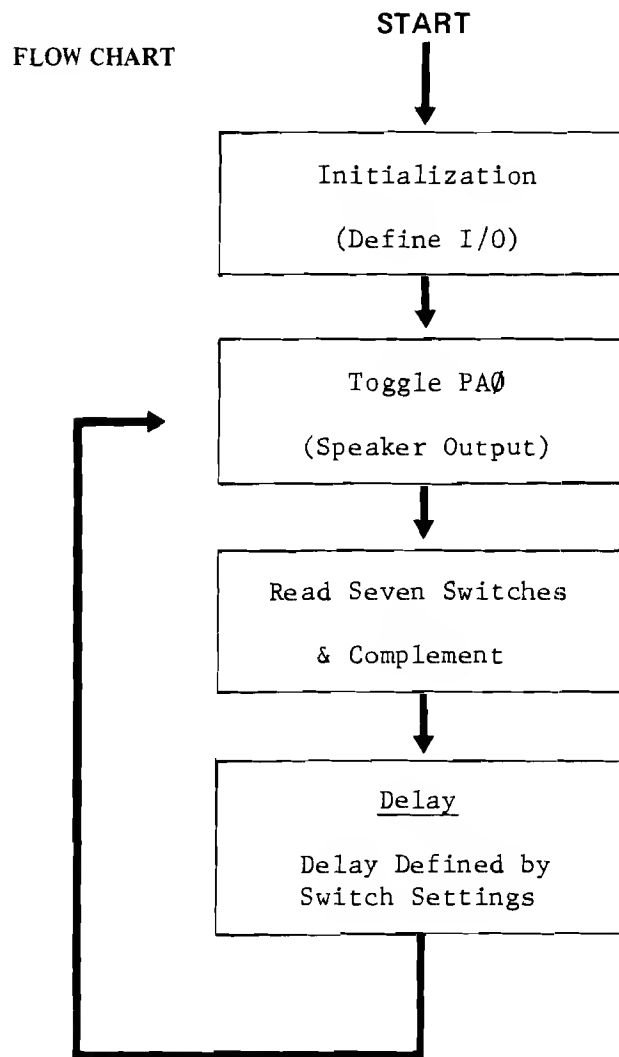 START
FLOW CHART
Initialization
(Define I/O)
Toggle PAØ
(Speaker Output)
Read Seven Switches
& Complement
Delay
Delay Defined by
Switch Settings